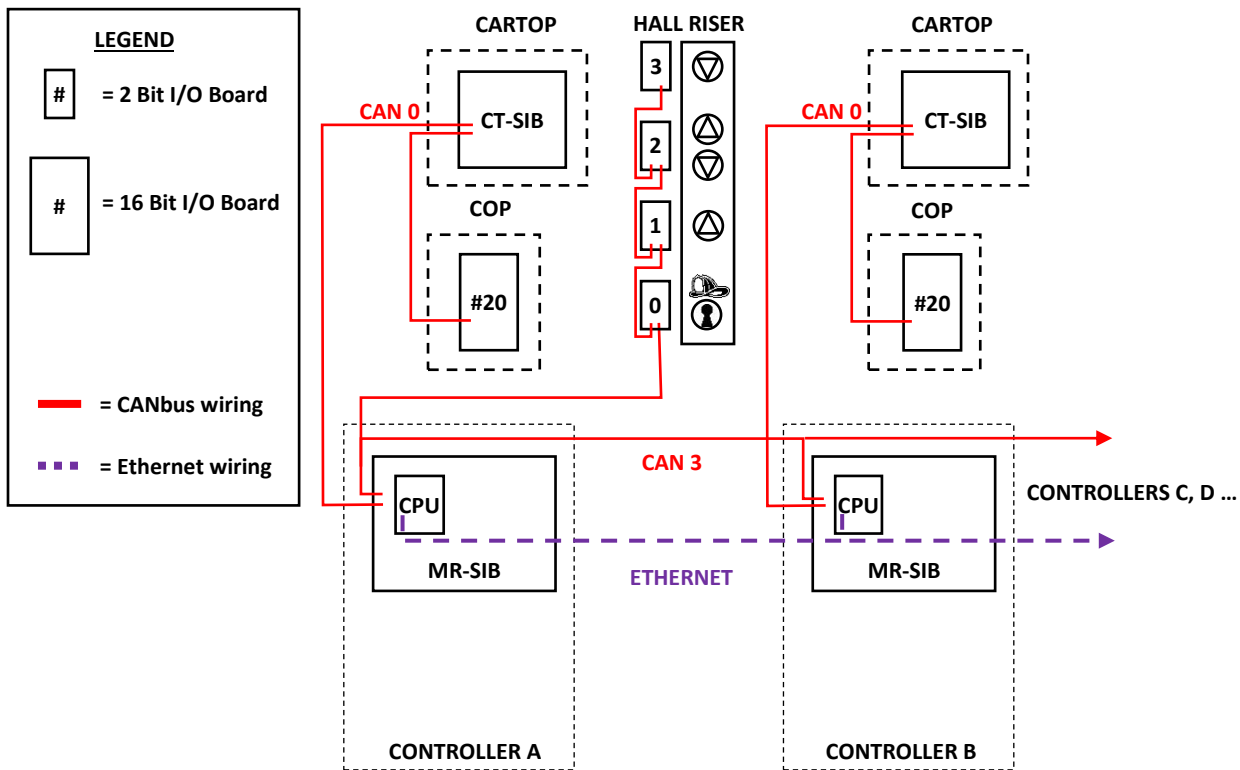 LEGEND
#
= 2 Bit I/O Board
#
= 16 Bit I/O Board
= CANbus wiring
= Ethernet wiring
CARTOP
CT-SIB
CAN 0
COP
#20
HALL RISER
3
2
1
0
CARTOP
CAN 0
CT-SIB
COP
#20
CAN 3
CPU
MR-SIB
CONTROLLER A
ETHERNET
CPU
MR-SIB
CONTROLLER B
CONTROLLERS C, D …